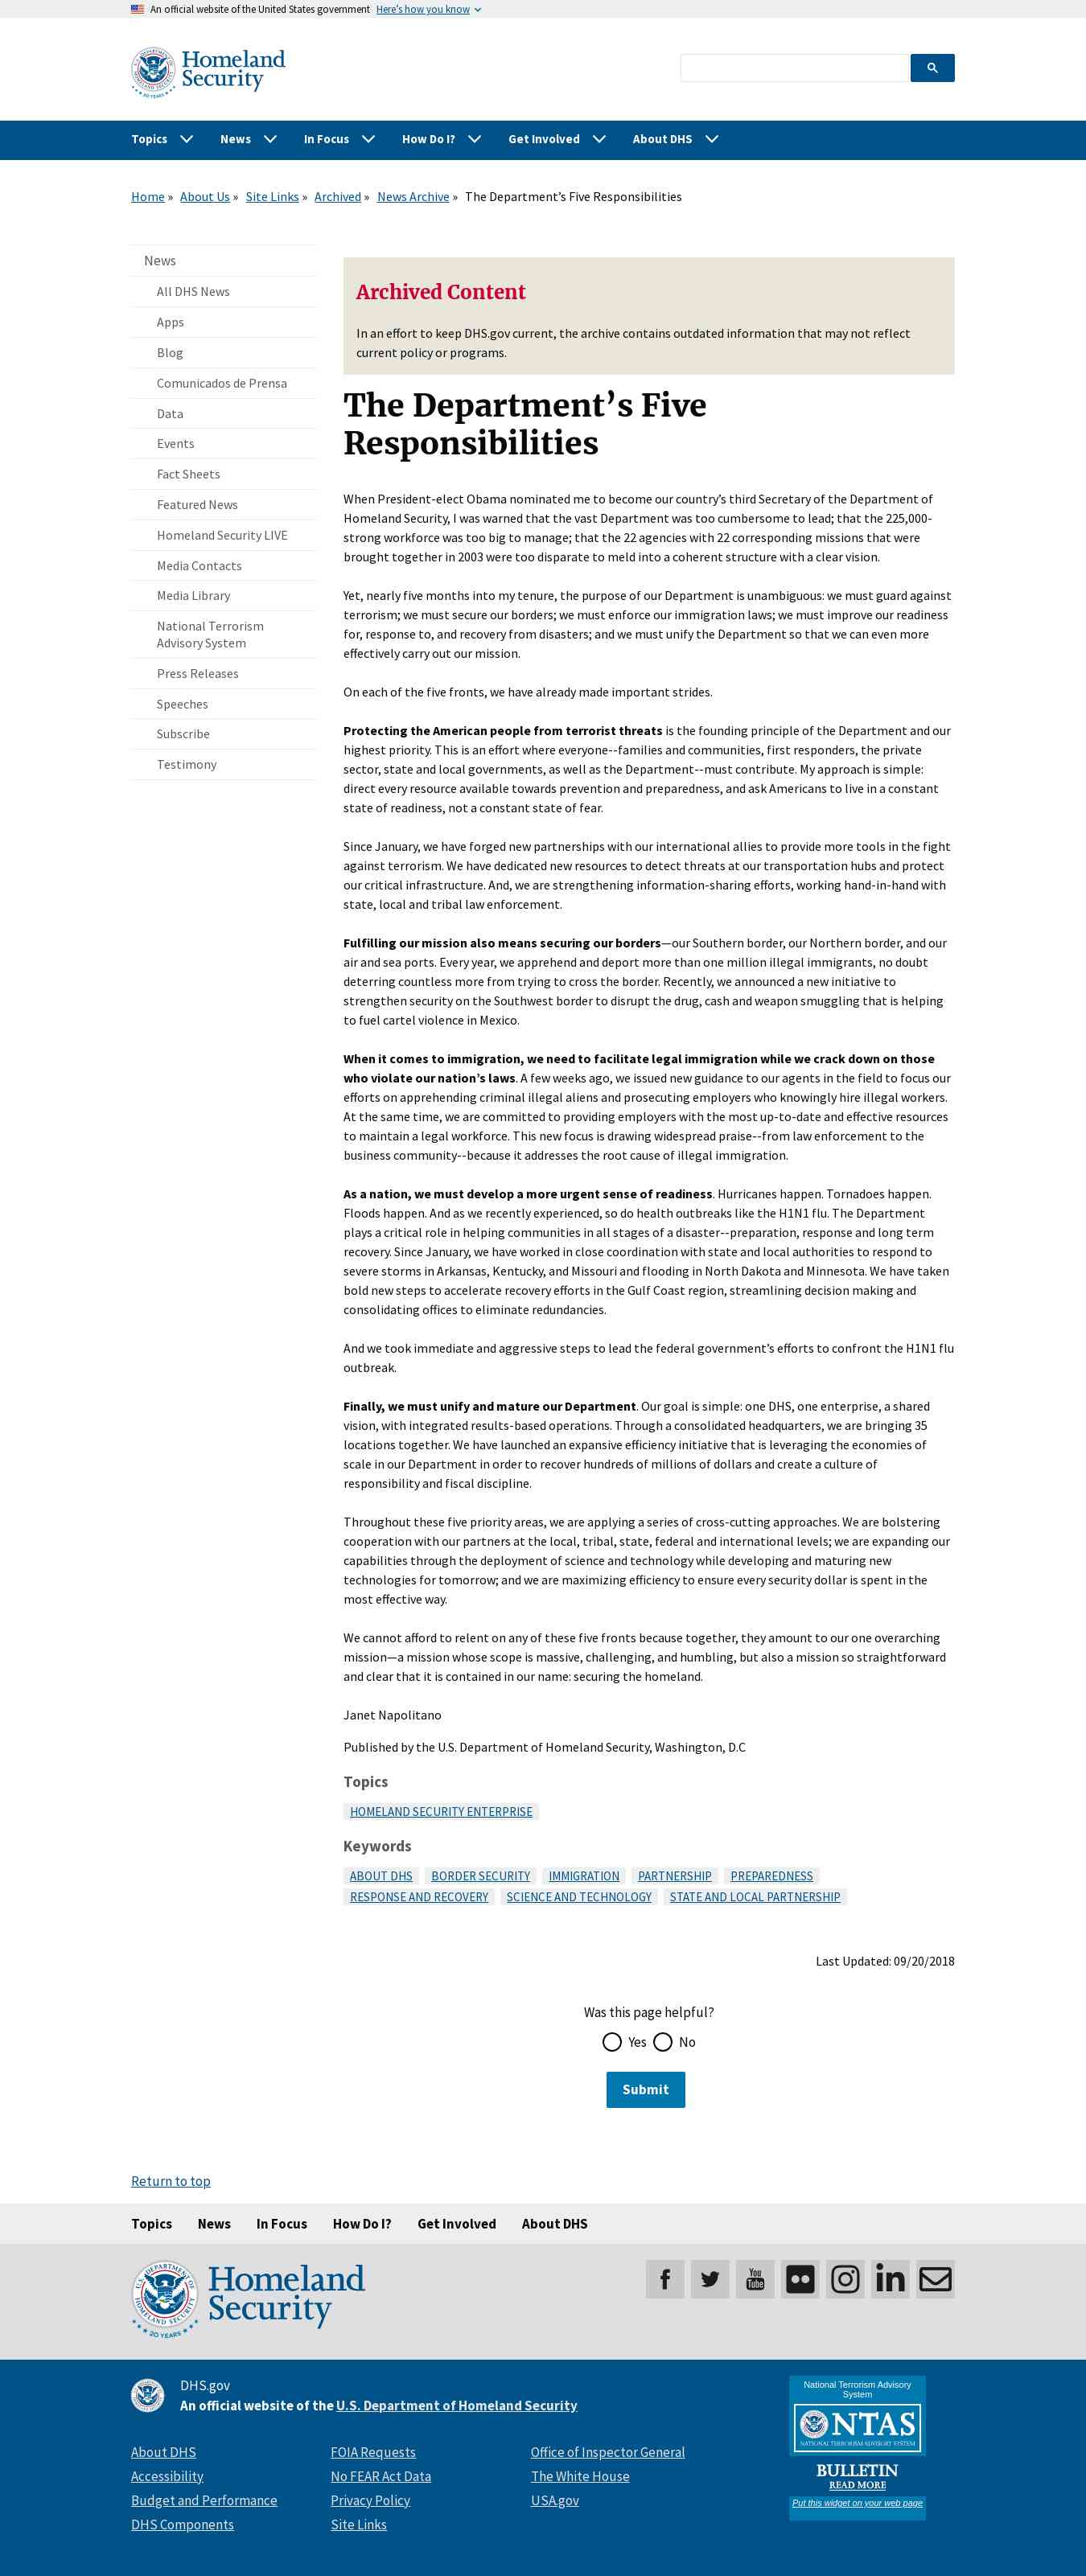 An official website of the United States government Here's how you know
U.S. DEPARTMENT OF HOMELAND SECURITY
20 YEARS
Homeland
Security
Topics News In Focus How Do I? Get Involved About DHS
Home » About Us » Site Links » Archived » News Archive » The Department's Five Responsibilities
News
All DHS News
Apps
Blog
Comunicados de Prensa
Data
Events
Fact Sheets
Featured News
Homeland Security LIVE
Media Contacts
Media Library
National Terrorism
Advisory System
Press Releases
Speeches
Subscribe
Testimony
Archived Content
In an effort to keep DHS.gov current, the archive contains outdated information that may not reflect
current policy or programs.
The Department's Five
Responsibilities
When President-elect Obama nominated me to become our country's third Secretary of the Department of
Homeland Security, I was warned that the vast Department was too cumbersome to lead; that the 225,000-
strong workforce was too big to manage; that the 22 agencies with 22 corresponding missions that were
brought together in 2003 were too disparate to meld into a coherent structure with a clear vision.
Yet, nearly five months into my tenure, the purpose of our Department is unambiguous: we must guard against
terrorism; we must secure our borders; we must enforce our immigration laws; we must improve our readiness
for, response to, and recovery from disasters; and we must unify the Department so that we can even more
effectively carry out our mission.
On each of the five fronts, we have already made important strides.
Protecting the American people from terrorist threats is the founding principle of the Department and our
highest priority. This is an effort where everyone--families and communities, first responders, the private
sector, state and local governments, as well as the Department--must contribute. My approach is simple:
direct every resource available towards prevention and preparedness, and ask Americans to live in a constant
state of readiness, not a constant state of fear.
Since January, we have forged new partnerships with our international allies to provide more tools in the fight
against terrorism. We have dedicated new resources to detect threats at our transportation hubs and protect
our critical infrastructure. And, we are strengthening information-sharing efforts, working hand-in-hand with
state, local and tribal law enforcement.
Fulfilling our mission also means securing our borders—our Southern border, our Northern border, and our
air and sea ports. Every year, we apprehend and deport more than one million illegal immigrants, no doubt
deterring countless more from trying to cross the border. Recently, we announced a new initiative to
strengthen security on the Southwest border to disrupt the drug, cash and weapon smuggling that is helping
to fuel cartel violence in Mexico.
When it comes to immigration, we need to facilitate legal immigration while we crack down on those
who violate our nation's laws. A few weeks ago, we issued new guidance to our agents in the field to focus our
efforts on apprehending criminal illegal aliens and prosecuting employers who knowingly hire illegal workers.
At the same time, we are committed to providing employers with the most up-to-date and effective resources
to maintain a legal workforce. This new focus is drawing widespread praise--from law enforcement to the
business community--because it addresses the root cause of illegal immigration.
As a nation, we must develop a more urgent sense of readiness. Hurricanes happen. Tornadoes happen.
Floods happen. And as we recently experienced, so do health outbreaks like the H1N1 flu. The Department
plays a critical role in helping communities in all stages of a disaster--preparation, response and long term
recovery. Since January, we have worked in close coordination with state and local authorities to respond to
severe storms in Arkansas, Kentucky, and Missouri and flooding in North Dakota and Minnesota. We have taken
bold new steps to accelerate recovery efforts in the Gulf Coast region, streamlining decision making and
consolidating offices to eliminate redundancies.
And we took immediate and aggressive steps to lead the federal government's efforts to confront the H1N1 flu
outbreak.
Finally, we must unify and mature our Department. Our goal is simple: one DHS, one enterprise, a shared
vision, with integrated results-based operations. Through a consolidated headquarters, we are bringing 35
locations together. We have launched an expansive efficiency initiative that is leveraging the economies of
scale in our Department in order to recover hundreds of millions of dollars and create a culture of
responsibility and fiscal discipline.
Throughout these five priority areas, we are applying a series of cross-cutting approaches. We are bolstering
cooperation with our partners at the local, tribal, state, federal and international levels; we are expanding our
capabilities through the deployment of science and technology while developing and maturing new
technologies for tomorrow; and we are maximizing efficiency to ensure every security dollar is spent in the
most effective way.
We cannot afford to relent on any of these five fronts because together, they amount to our one overarching
mission—a mission whose scope is massive, challenging, and humbling, but also a mission so straightforward
and clear that it is contained in our name: securing the homeland.
Janet Napolitano
Published by the U.S. Department of Homeland Security, Washington, D.C
Topics
HOMELAND SECURITY ENTERPRISE
Keywords
ABOUT DHS BORDER SECURITY IMMIGRATION PARTNERSHIP PREPAREDNESS
RESPONSE AND RECOVERY SCIENCE AND TECHNOLOGY STATE AND LOCAL PARTNERSHIP
Last Updated: 09/20/2018
Was this page helpful?
Yes No
Submit
Return to top
Topics News In Focus How Do I? Get Involved About DHS
U.S. DEPARTMENT OF HOMELAND SECURITY
20 YEARS
Homeland
Security
You
Tube
in
DHS.gov
An official website of the U.S. Department of Homeland Security
About DHS
Accessibility
Budget and Performance
DHS Components
FOIA Requests
No FEAR Act Data
Privacy Policy
Site Links
Office of Inspector General
The White House
USA.gov
National Terrorism Advisory
System
NTAS
NATIONAL TERRORISM ADVISORY SYSTEM
BULLETIN
READ MORE
Put this widget on your web page